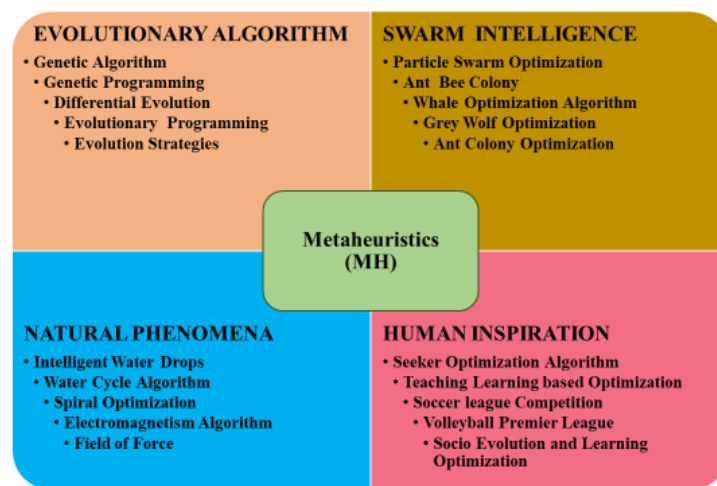 EVOLUTIONARY ALGORITHM
• Genetic Algorithm
• Genetic Programming
• Differential Evolution
• Evolutionary Programming
• Evolution Strategies
SWARM INTELLIGENCE
• Particle Swarm Optimization
• Ant Bee Colony
• Whale Optimization Algorithm
• Grey Wolf Optimization
• Ant Colony Optimization
Metaheuristics
(MH)
NATURAL PHENOMENA
• Intelligent Water Drops
• Water Cycle Algorithm
• Spiral Optimization
• Electromagnetism Algorithm
• Field of Force
HUMAN INSPIRATION
• Seeker Optimization Algorithm
• Teaching Learning based Optimization
• Soccer league Competition
• Volleyball Premier League
• Socio Evolution and Learning
Optimization